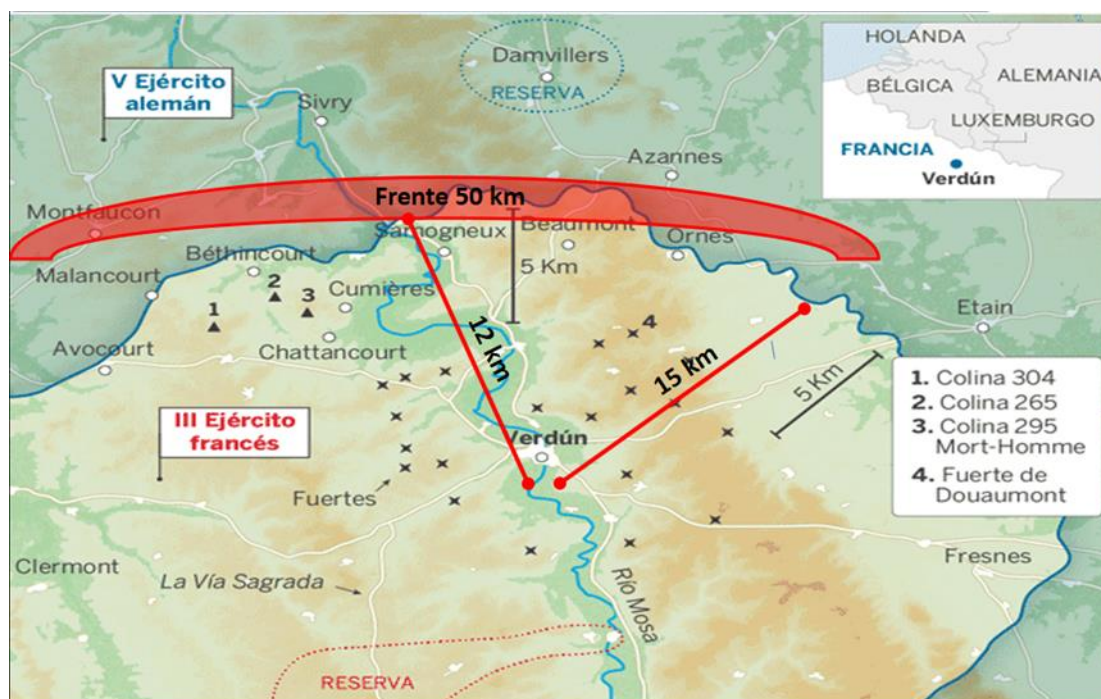 HOLANDA
BÉLGICA
ALEMANIA
LUXEMBURGO
FRANCIA
Verdún
V Ejército
alemán
Sivry
Damvillers
RESERVA
Azannes
Montfaucon
Frente 50 km
Samogneux
Beaumont
Ornes
Malancourt
Béthincourt
5 Km
Cumières
2
3
1
4
Etain
Avocourt
Chattancourt
12 km
15 km
5 Km
1. Colina 304
2. Colina 265
3. Colina 295
Mort-Homme
4. Fuerte de
Douaumont
III Ejército
francés
Verdún
Fuertes
Clermont
La Vía Sagrada
Río Mosa
Fresnes
RESERVA